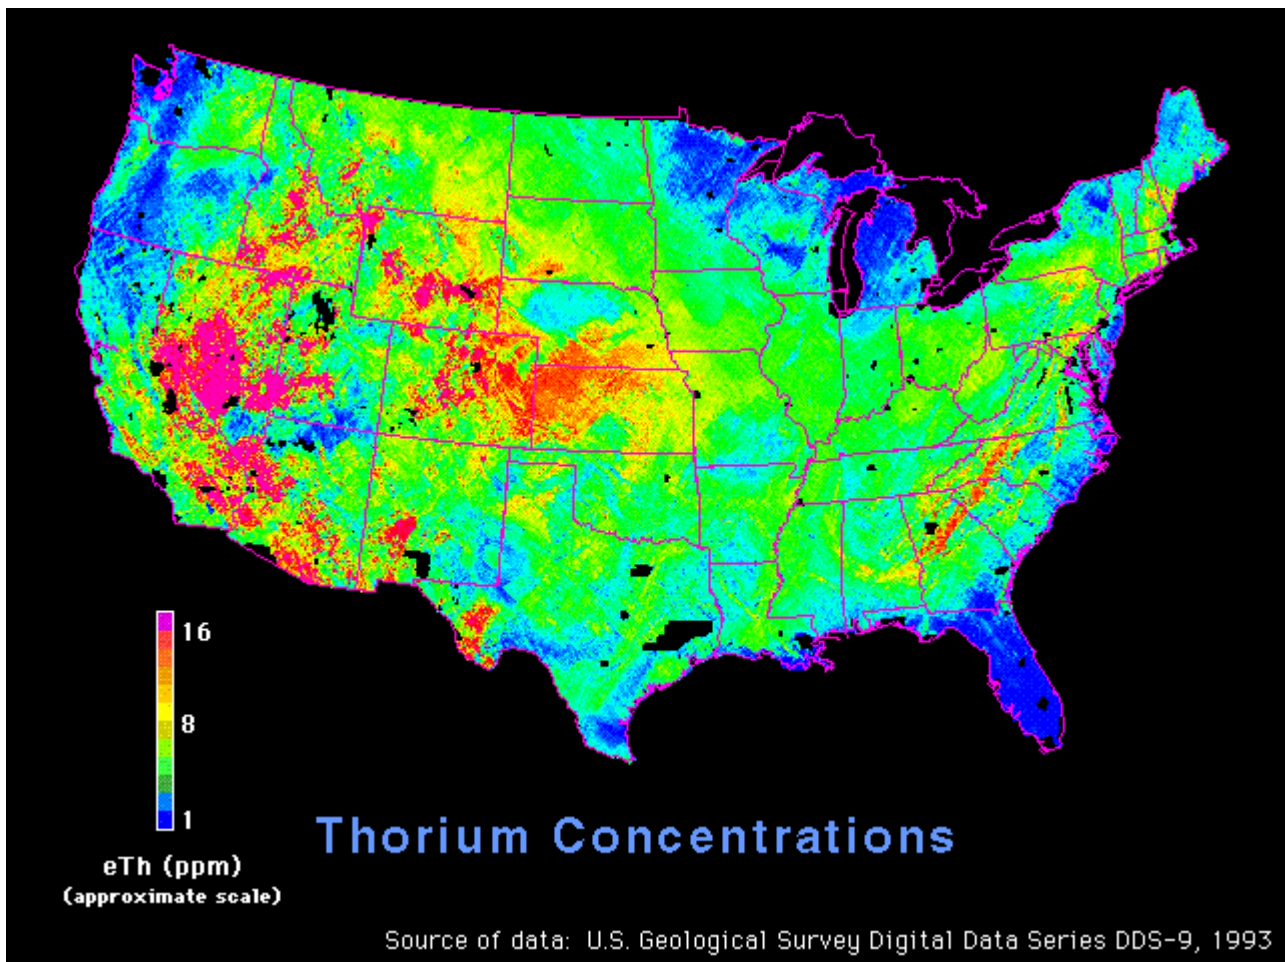 16
8
1
eTh (ppm)
(approximate scale)
Thorium Concentrations
Source of data: U.S. Geological Survey Digital Data Series DDS-9, 1993